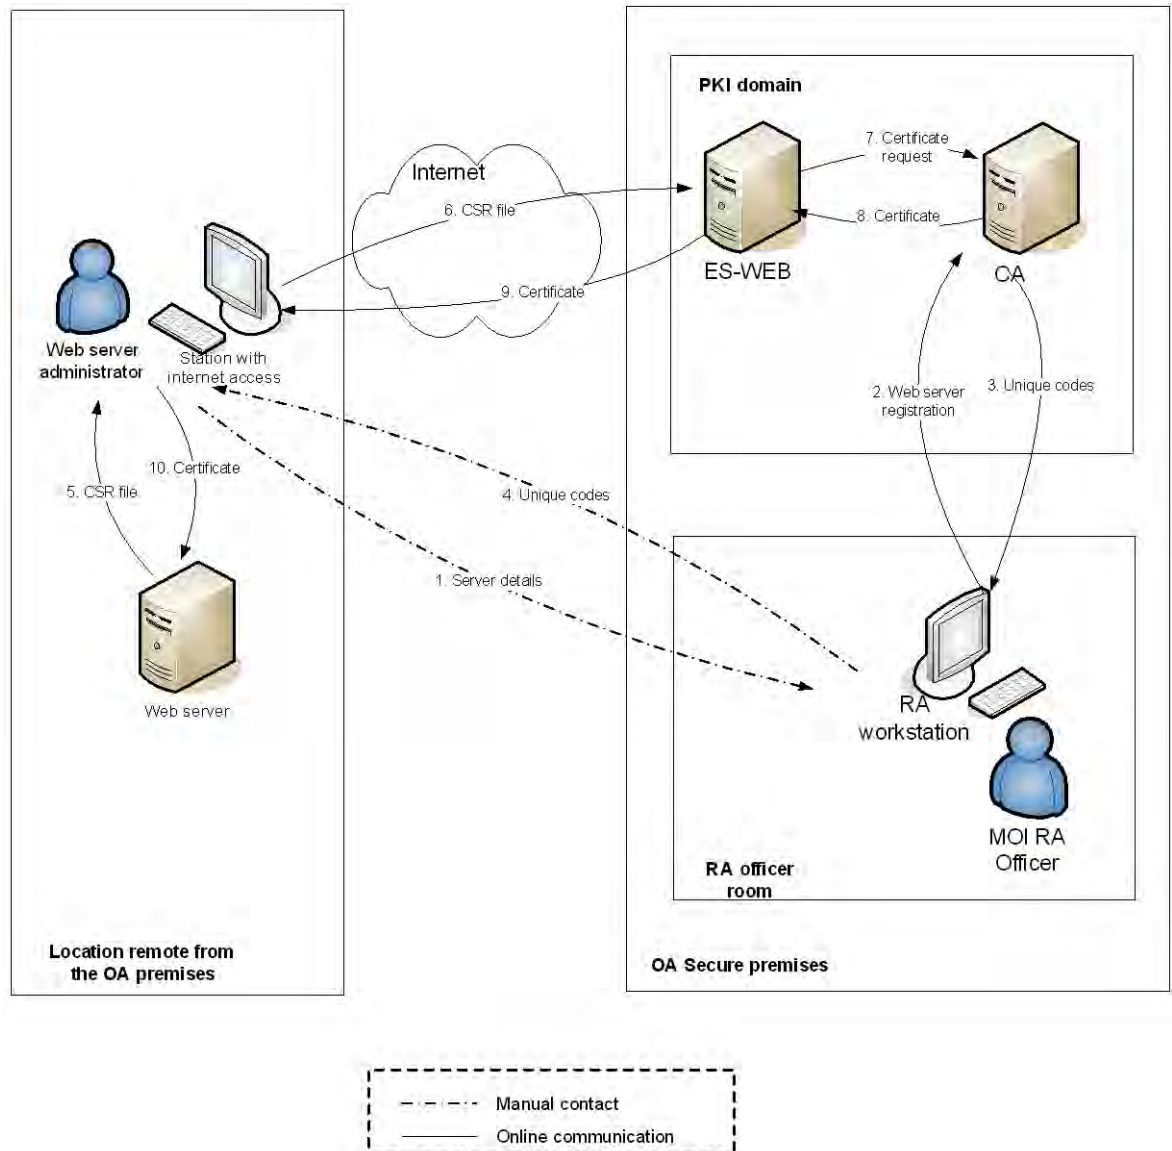 PKI domain
7. Certificate
request
Internet
6. CSR file
8. Certificate
ES-WEB
CA
9. Certificate
Web server
administrator
Station with
internet access
2. Web server
registration
3. Unique codes
10. Certificate
5. CSR file
4. Unique codes
1. Server details
Web server
RA
workstation
MOI RA
Officer
RA officer
room
Location remote from
the OA premises
OA Secure premises
Manual contact
Online communication